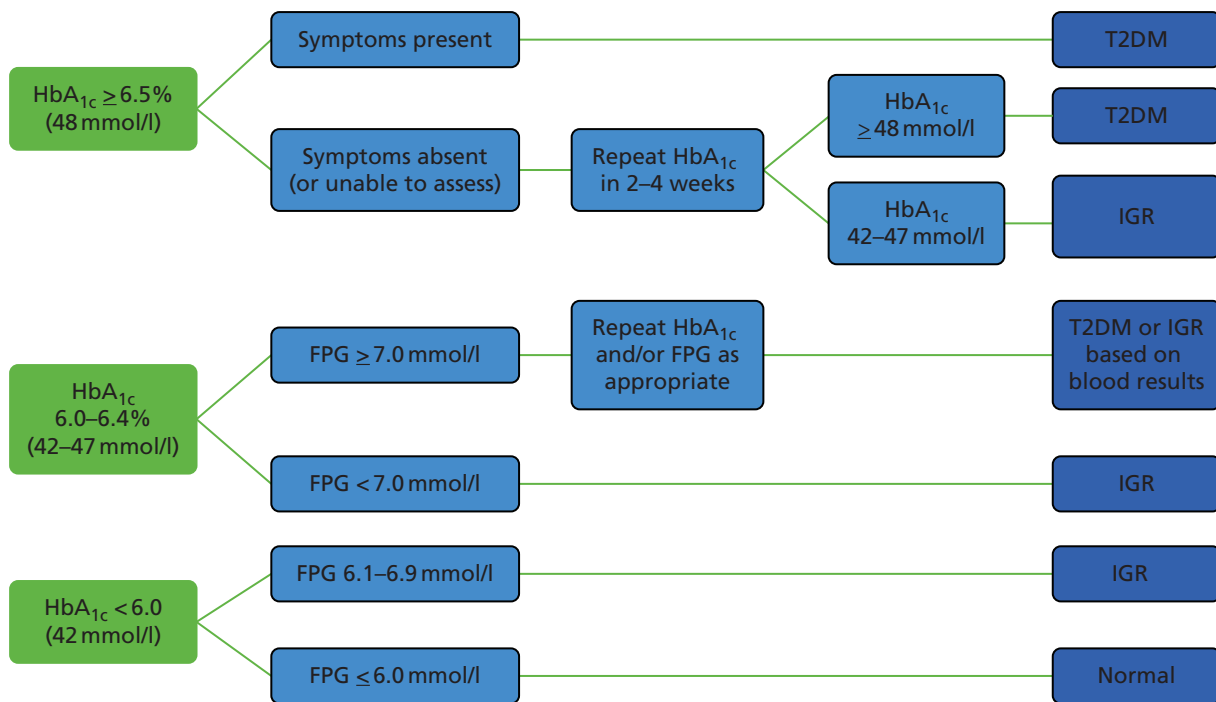 HbA1c ≥ 6.5%
(48 mmol/l)
Symptoms present
T2DM
Symptoms absent
(or unable to assess)
Repeat HbA1c
in 2–4 weeks
HbA1c
≥ 48 mmol/l
T2DM
HbA1c
42–47 mmol/l
IGR
HbA1c
6.0–6.4%
(42–47 mmol/l)
FPG ≥ 7.0 mmol/l
Repeat HbA1c
and/or FPG as
appropriate
T2DM or IGR
based on
blood results
FPG < 7.0 mmol/l
IGR
HbA1c < 6.0
(42 mmol/l)
FPG 6.1–6.9 mmol/l
IGR
FPG ≤ 6.0 mmol/l
Normal